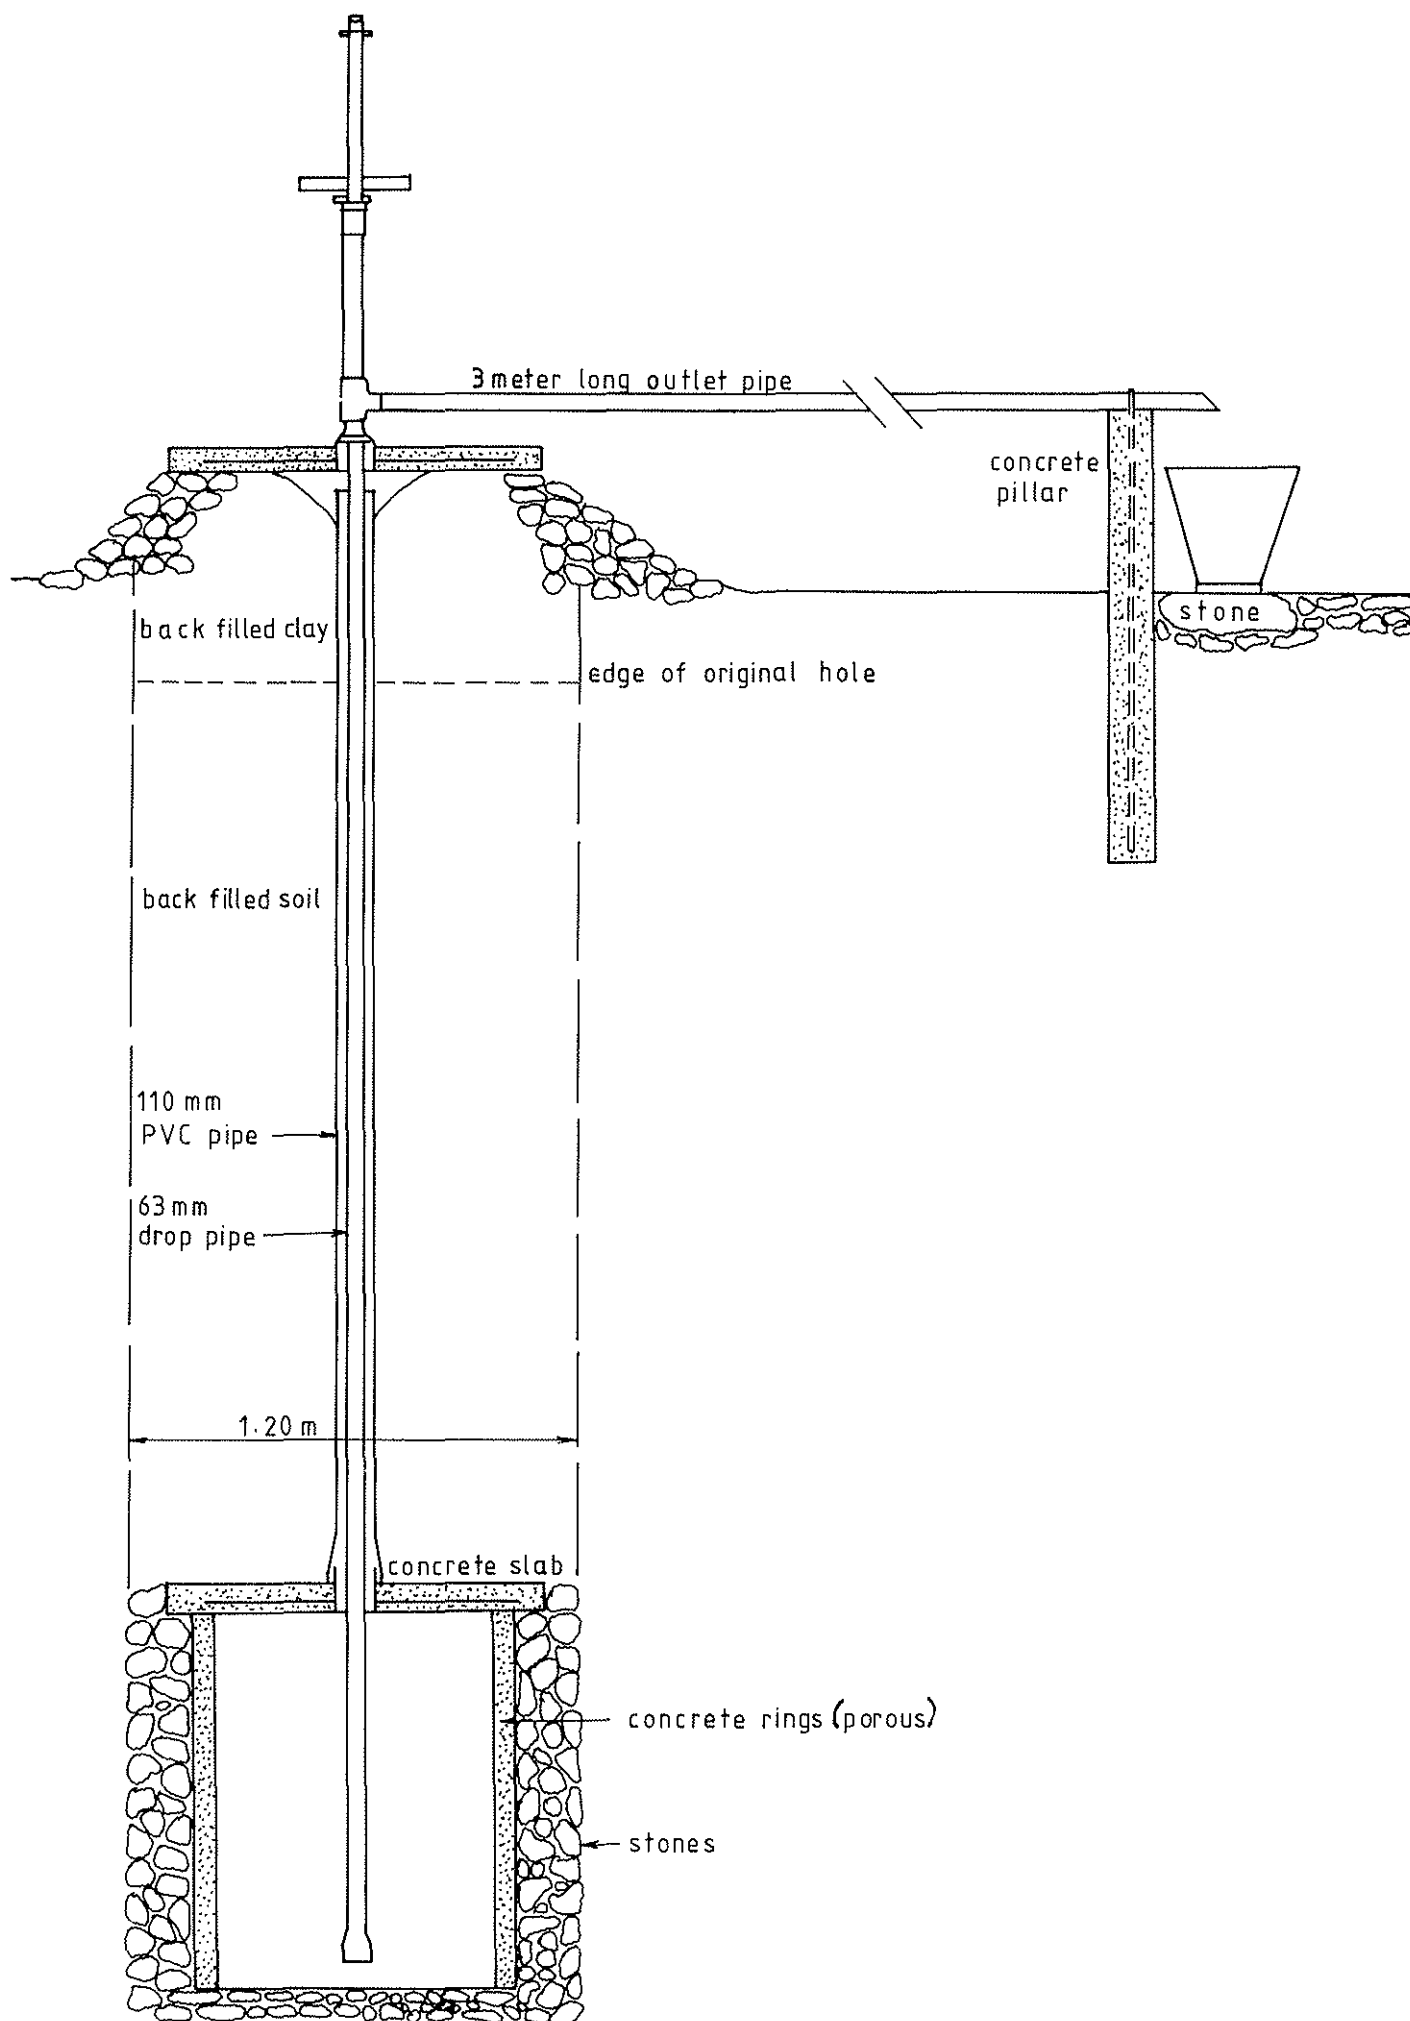 3 meter long outlet pipe
concrete
pillar
stone
back filled clay
edge of original hole
back filled soil
110 mm
PVC pipe
63 mm
drop pipe
1.20 m
concrete slab
concrete rings (porous)
stones